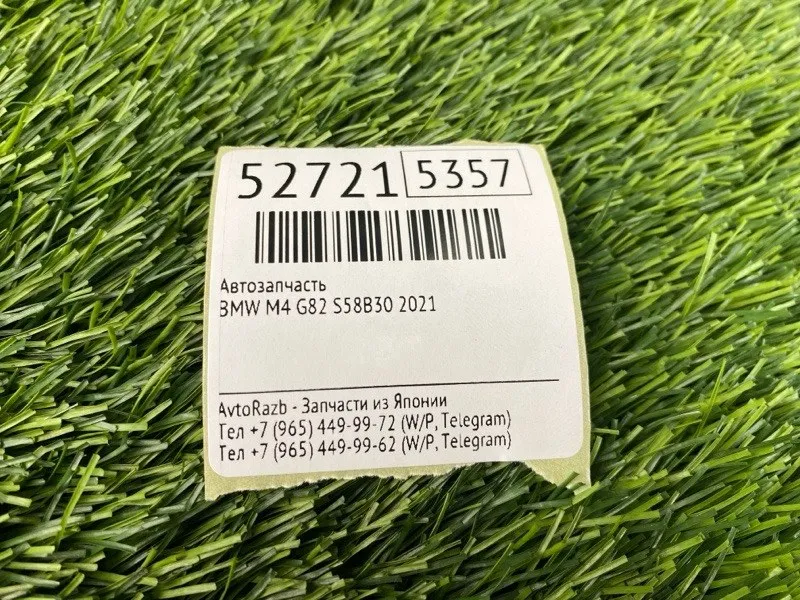 52721 5357
Автозапчасть
BMW M4 G82 S58B30 2021
AvtoRazb - Запчасти из Японии
Тел +7 (965) 449-99-72 (W/P, Telegram)
Тел +7 (965) 449-99-62 (W/P, Telegram)